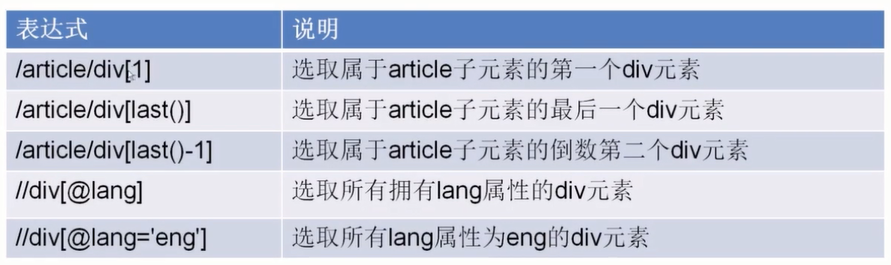 表达式 说明
/article/div[1] 选取属于article子元素的第一个div元素
/article/div[last()] 选取属于article子元素的最后一个div元素
/article/div[last()-1] 选取属于article子元素的倒数第二个div元素
//div[@lang] 选取所有拥有lang属性的div元素
//div[@lang='eng'] 选取所有lang属性为eng的div元素